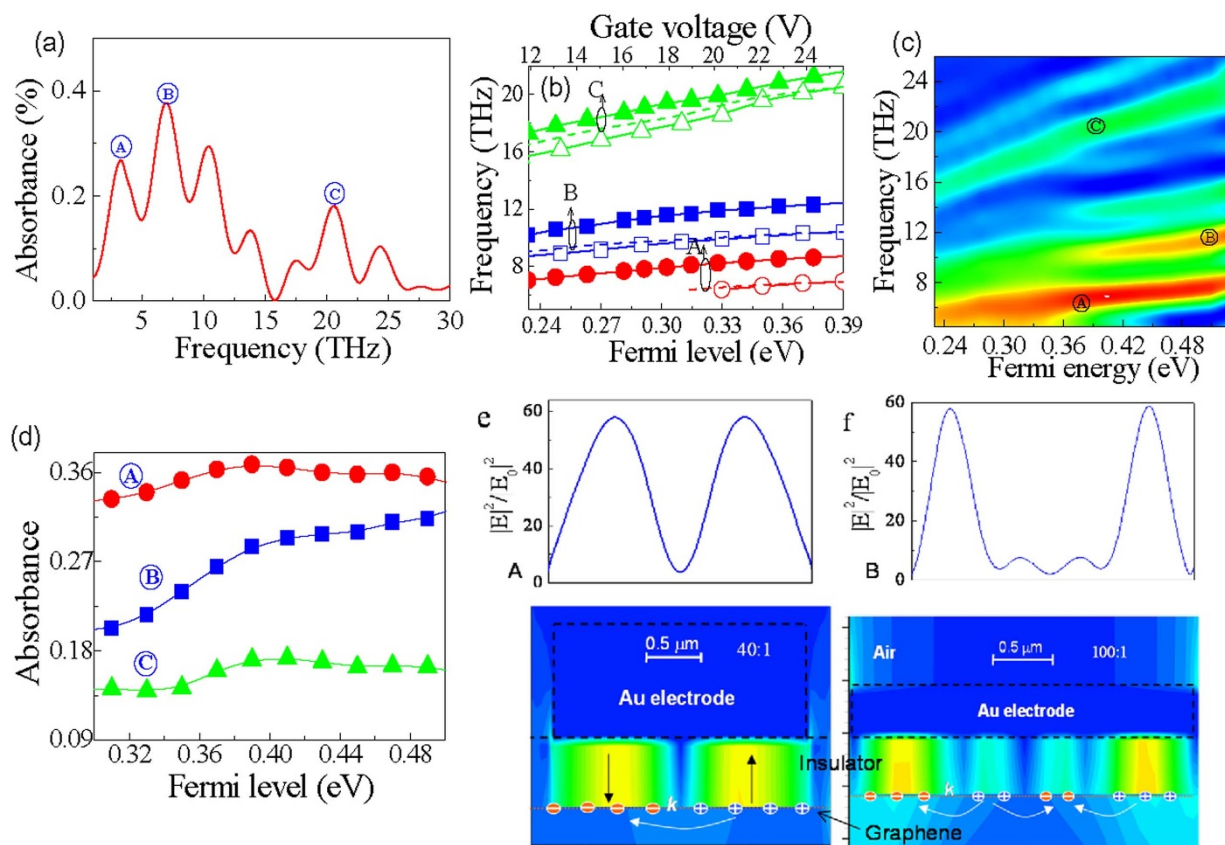 (a)
Absorbance (%)
0.4
0.2
0.0
A
B
C
5 10 15 20 25 30
Frequency (THz)
Gate voltage (V)
12 14 16 18 20 22 24
(b)
C
B
A
Frequency (THz)
20
16
12
8
0.24 0.27 0.30 0.33 0.36 0.39
Fermi level (eV)
(c)
Frequency (THz)
24
20
16
12
8
C
B
A
0.24 0.30 0.36 0.42 0.48
Fermi energy (eV)
(d)
Absorbance
0.36
0.27
0.18
0.09
A
B
C
0.32 0.36 0.40 0.44 0.48
Fermi level (eV)
e
|E|²/|E₀|²
60
40
20
0
A
0.5 μm 40:1
Au electrode
Insulator
k
Graphene
f
|E|²/|E₀|²
60
40
20
0
B
Air
0.5 μm 100:1
Au electrode
k